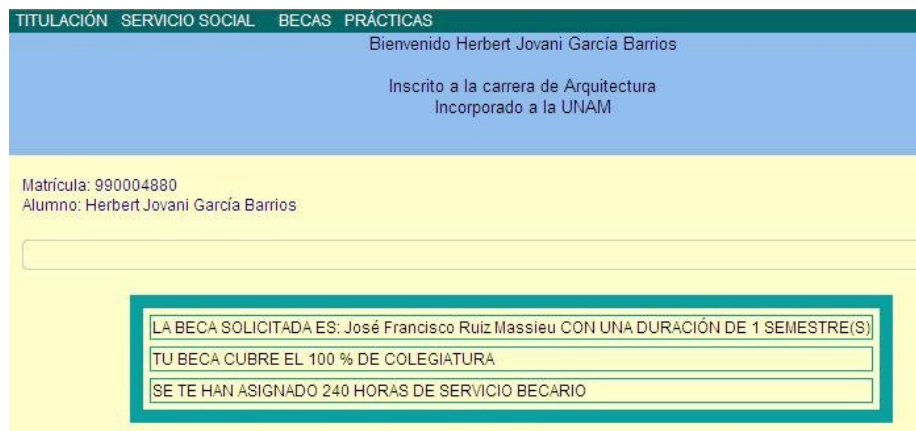 TITULACIÓN SERVICIO SOCIAL BECAS PRÁCTICAS
Bienvenido Herbert Jovani García Barrios
Inscrito a la carrera de Arquitectura
Incorporado a la UNAM
Matrícula: 990004880
Alumno: Herbert Jovani García Barrios
LA BECA SOLICITADA ES: José Francisco Ruiz Massieu CON UNA DURACIÓN DE 1 SEMESTRE(S)
TU BECA CUBRE EL 100 % DE COLEGIATURA
SE TE HAN ASIGNADO 240 HORAS DE SERVICIO BECARIO